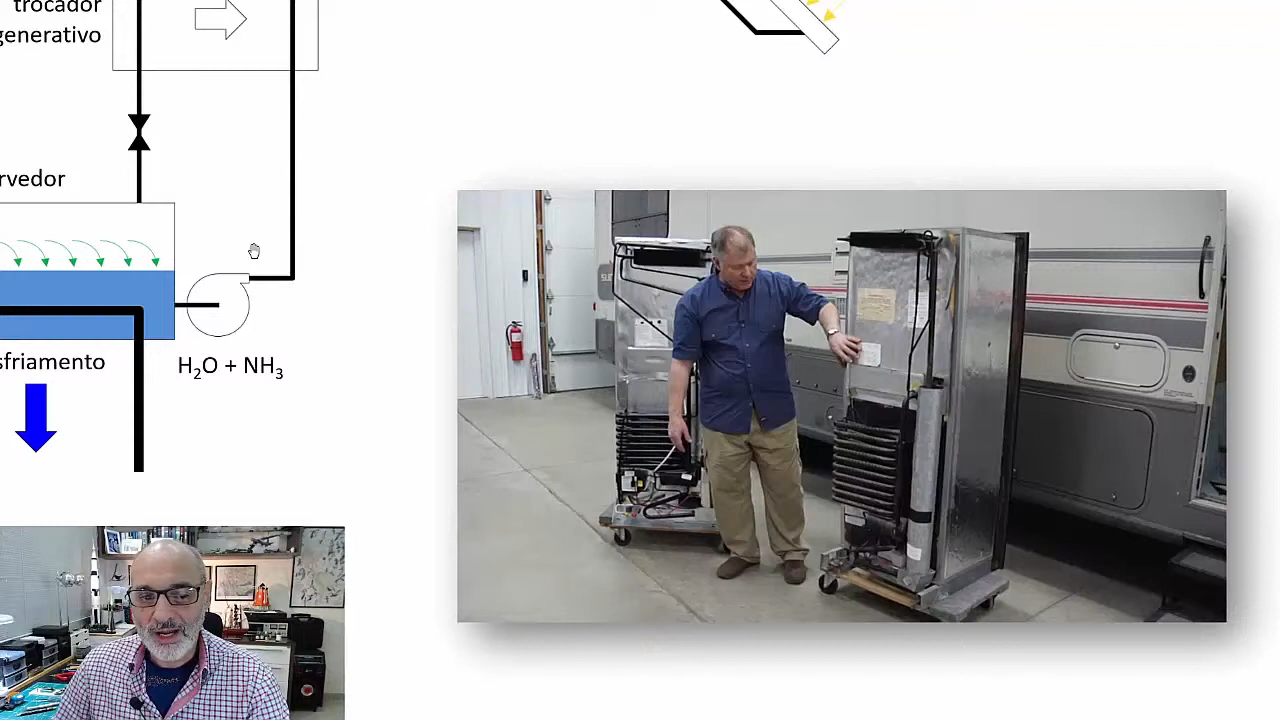 trocador
generativo
rvedor
sfriamento
H₂O + NH₃